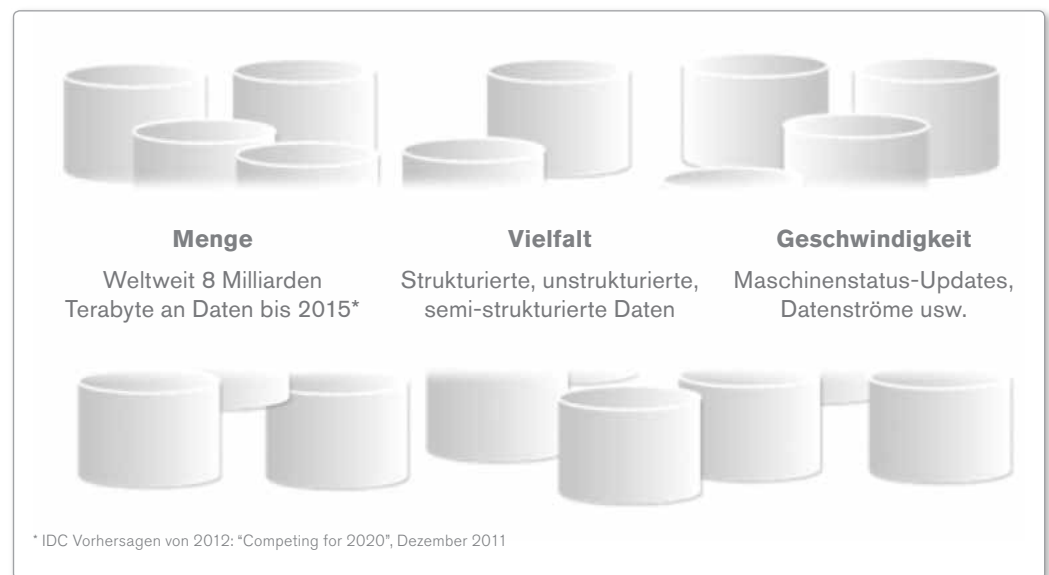 Menge
Weltweit 8 Milliarden
Terabyte an Daten bis 2015*
Vielfalt
Strukturierte, unstrukturierte,
semi-strukturierte Daten
Geschwindigkeit
Maschinenstatus-Updates,
Datenströme usw.
* IDC Vorhersagen von 2012: “Competing for 2020”, Dezember 2011